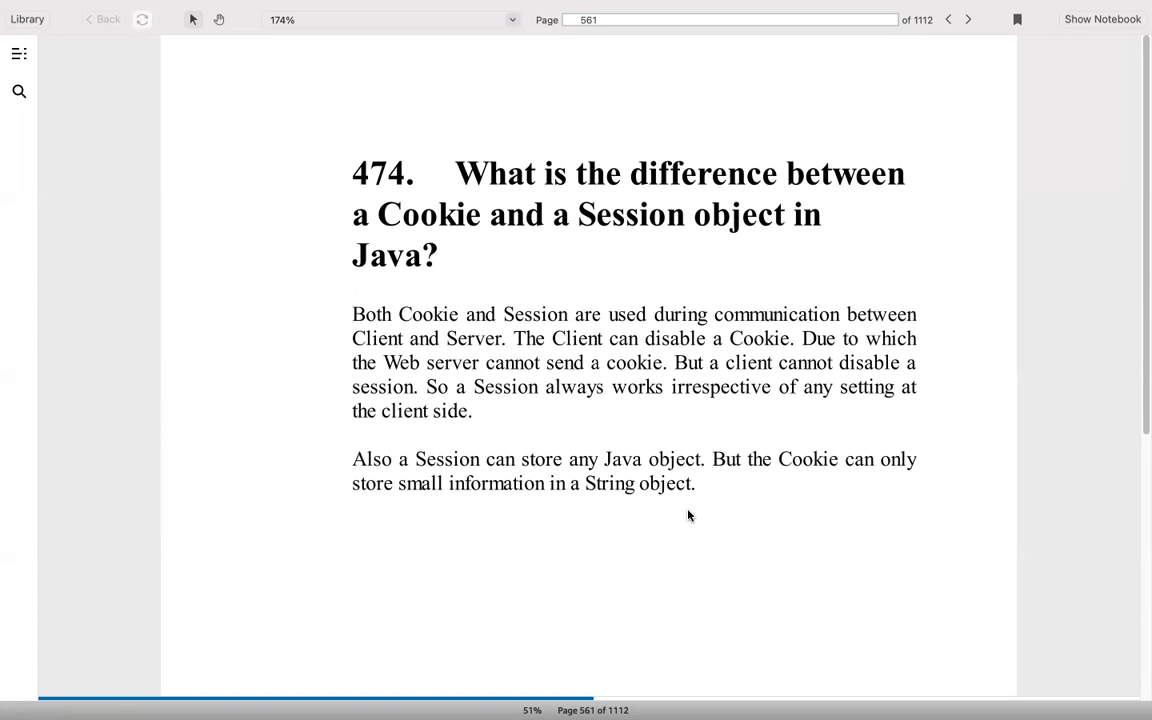 Library
Back
174%
Page 561 of 1112
Show Notebook
474. What is the difference between
a Cookie and a Session object in
Java?
Both Cookie and Session are used during communication between
Client and Server. The Client can disable a Cookie. Due to which
the Web server cannot send a cookie. But a client cannot disable a
session. So a Session always works irrespective of any setting at
the client side.
Also a Session can store any Java object. But the Cookie can only
store small information in a String object.
51% Page 561 of 1112